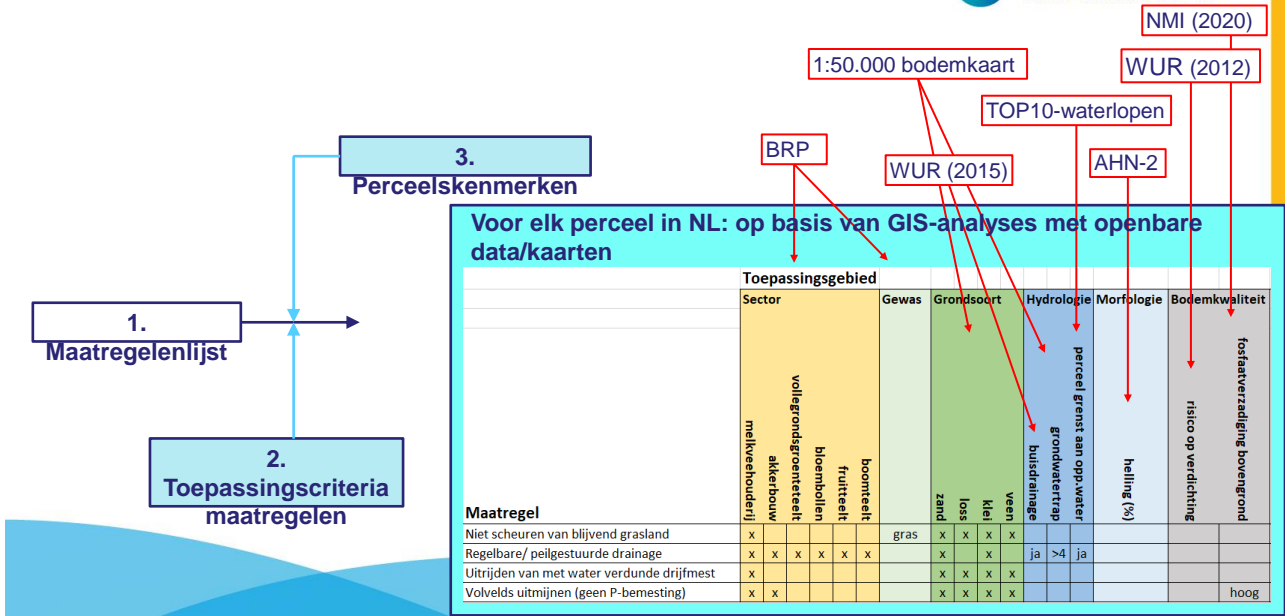 NMI (2020)
1:50.000 bodemkaart
WUR (2012)
TOP10-waterlopen
BRP
WUR (2015)
AHN-2
3.
Perceelskenmerken
1.
Maatregelenlijst
2.
Toepassingscriteria
maatregelen
Voor elk perceel in NL: op basis van GIS-analyses met openbare
data/kaarten
Toepassingsgebied
Sector Gewas Grondsoort Hydrologie Morfologie Bodemkwaliteit
Maatregel
melkveehouderij
akkerbouw
vollegrondsgroenteteelt
bloembollen
fruitteelt
boomteelt
zand
loss
klei
veen
buisdrainage
grondwatertrap
perceel grenst aan opp.water
helling (%)
risico op verdichting
fosfaatverzadiging bovengrond
Niet scheuren van blijvend grasland x gras x x x x
Regelbare/ peilgestuurde drainage x x x x x x x x ja >4 ja
Uitrijden van met water verdunde drijfmest x x x x x
Volvelds uitmijnen (geen P-bemesting) x x x x x x hoog